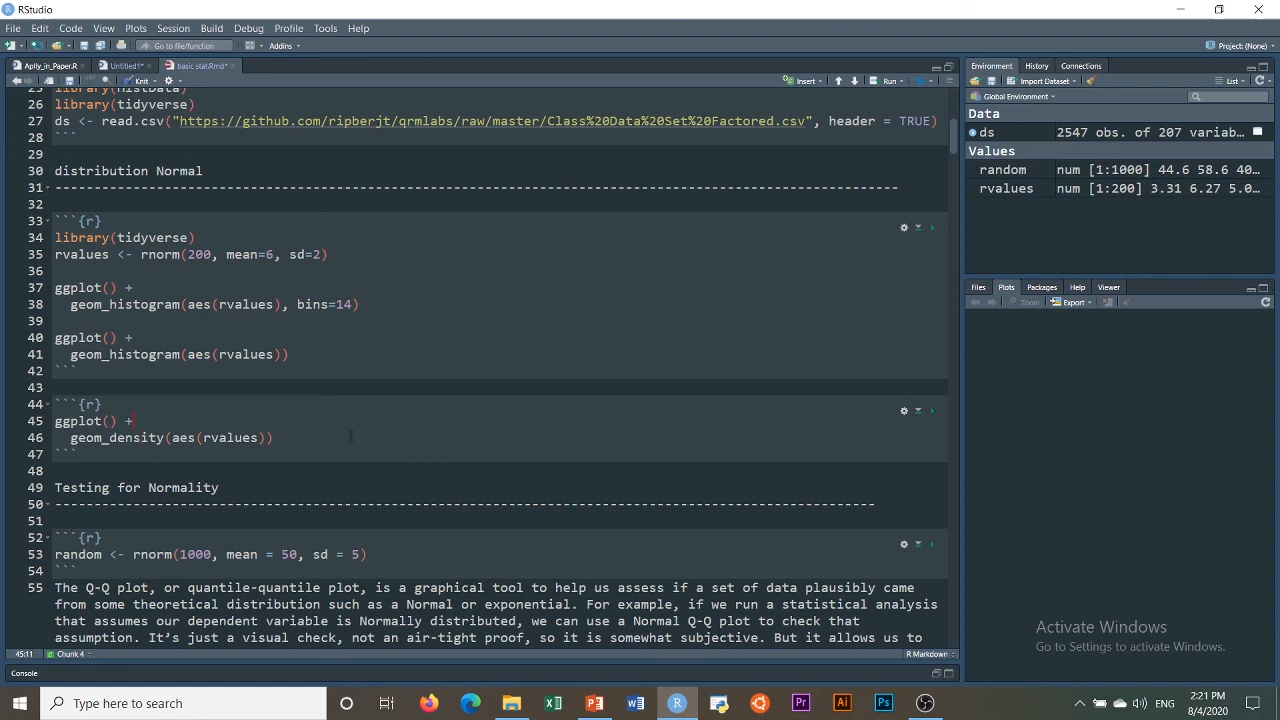 RStudio
File Edit Code View Plots Session Build Debug Profile Tools Help
Go to file/function Addins Project: (None)
Aplly_in_Paper.R Untitled1* basic stat.Rmd*
Knit Insert Run
25 library(histData)
26 library(tidyverse)
27 ds <- read.csv("https://github.com/ripberjt/qrmlabs/raw/master/Class%20Data%20Set%20Factored.csv", header = TRUE)
28 ```
29
30 distribution Normal
31 ------------------------------------------------------------------------------------------------------------
32
33 ```{r}
34 library(tidyverse)
35 rvalues <- rnorm(200, mean=6, sd=2)
36
37 ggplot() +
38 geom_histogram(aes(rvalues), bins=14)
39
40 ggplot() +
41 geom_histogram(aes(rvalues))
42 ```
43
44 ```{r}
45 ggplot() +
46 geom_density(aes(rvalues))
47 ```
48
49 Testing for Normality
50 ---------------------------------------------------------------------------------------------------------
51
52 ```{r}
53 random <- rnorm(1000, mean = 50, sd = 5)
54 ```
55 The Q-Q plot, or quantile-quantile plot, is a graphical tool to help us assess if a set of data plausibly came
from some theoretical distribution such as a Normal or exponential. For example, if we run a statistical analysis
that assumes our dependent variable is Normally distributed, we can use a Normal Q-Q plot to check that
assumption. It’s just a visual check, not an air-tight proof, so it is somewhat subjective. But it allows us to
45:11 Chunk 4 R Markdown
Console
Environment History Connections
Import Dataset List
Global Environment
Data
ds 2547 obs. of 207 variab…
Values
random num [1:1000] 44.6 58.6 40…
rvalues num [1:200] 3.31 6.27 5.0…
Files Plots Packages Help Viewer
Zoom Export
Activate Windows
Go to Settings to activate Windows.
Type here to search
ENG
2:21 PM
8/4/2020